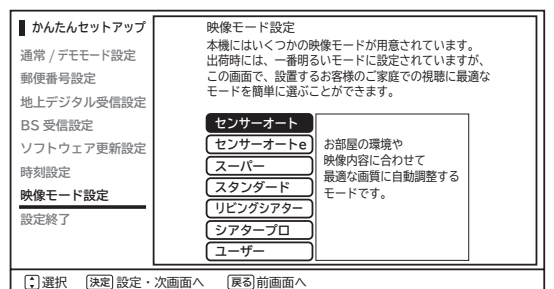 かんたんセットアップ
通常 / デモモード設定
郵便番号設定
地上デジタル受信設定
BS 受信設定
ソフトウェア更新設定
時刻設定
映像モード設定
設定終了
映像モード設定
本機にはいくつかの映像モードが用意されています。
出荷時には、一番明るいモードに設定されていますが、
この画面で、設置するお客様のご家庭での視聴に最適な
モードを簡単に選ぶことができます。
センサーオート
センサーオートe
スーパー
スタンダード
リビングシアター
シアタープロ
ユーザー
お部屋の環境や
映像内容に合わせて
最適な画質に自動調整する
モードです。
選択 決定 設定・次画面へ 戻る 前画面へ